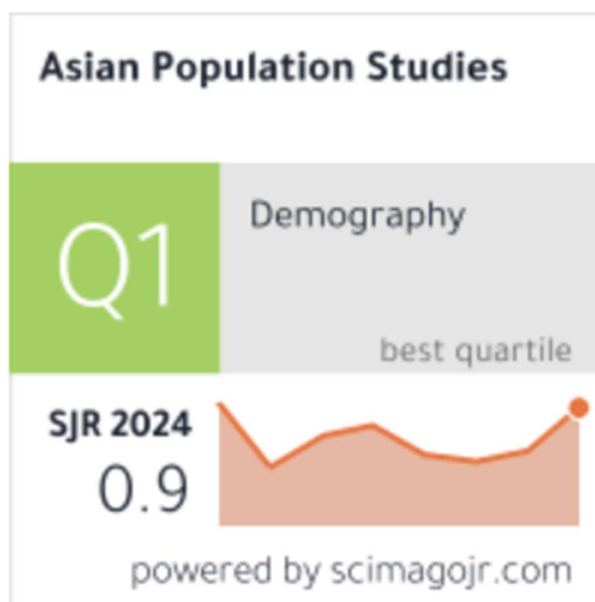 Asian Population Studies
Q1
Demography
best quartile
SJR 2024
0.9
powered by scimagojr.com